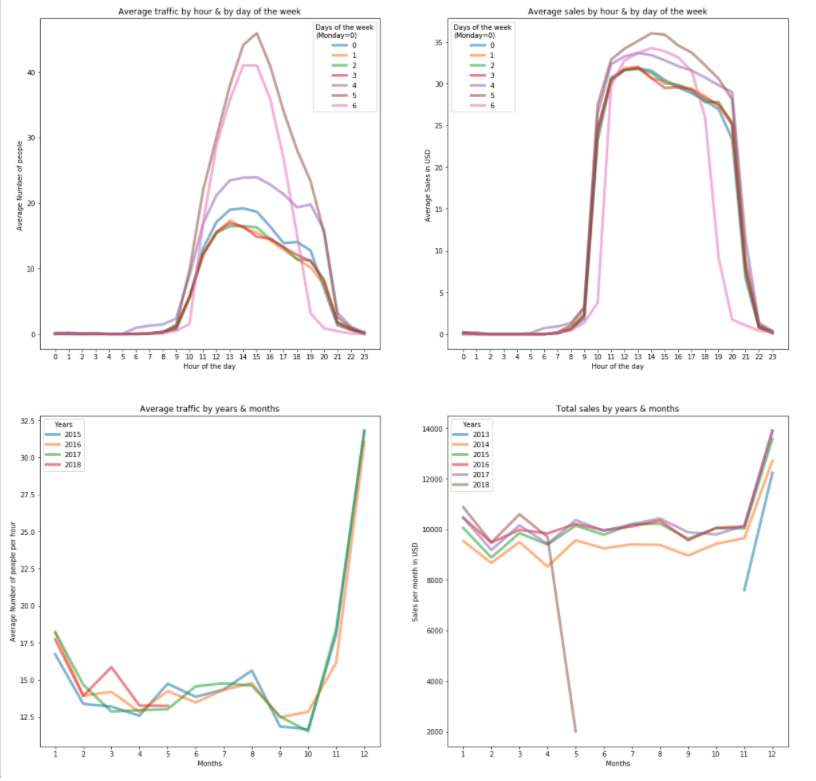 Average traffic by hour & by day of the week
Days of the week
(Monday=0)
0
1
2
3
4
5
6
40
30
20
10
0
Average Number of people
0 1 2 3 4 5 6 7 8 9 10 11 12 13 14 15 16 17 18 19 20 21 22 23
Hour of the day
Average sales by hour & by day of the week
Days of the week
(Monday=0)
0
1
2
3
4
5
6
35
30
25
20
15
10
5
0
Average Sales in USD
0 1 2 3 4 5 6 7 8 9 10 11 12 13 14 15 16 17 18 19 20 21 22 23
Hour of the day
Average traffic by years & months
Years
2015
2016
2017
2018
32.5
30.0
27.5
25.0
22.5
20.0
17.5
15.0
12.5
Average Number of people per hour
1 2 3 4 5 6 7 8 9 10 11 12
Months
Total sales by years & months
Years
2013
2014
2015
2016
2017
2018
14000
12000
10000
8000
6000
4000
2000
Sales per month in USD
1 2 3 4 5 6 7 8 9 10 11 12
Months